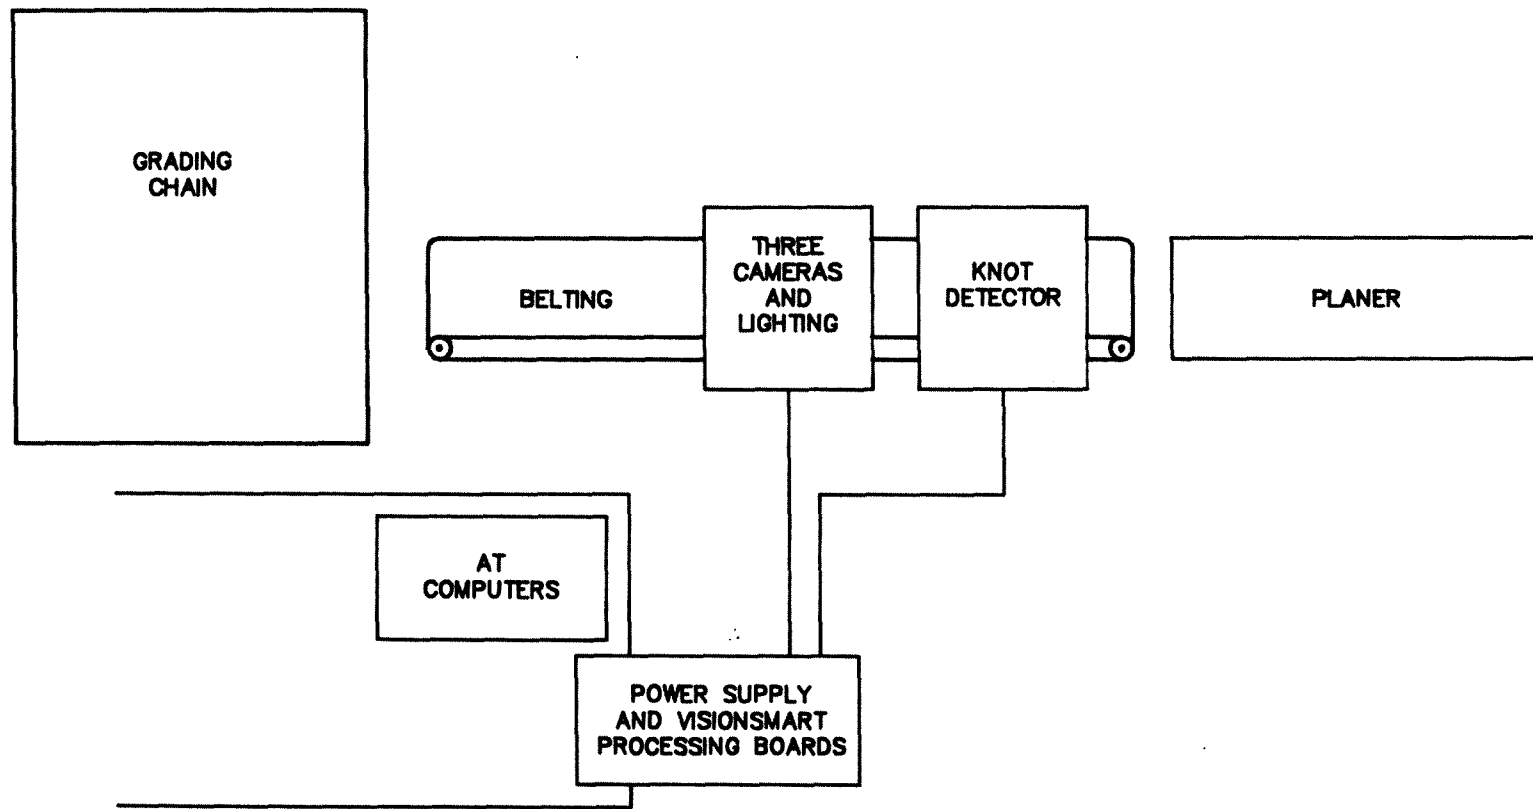 GRADING
CHAIN
BELTING
THREE
CAMERAS
AND
LIGHTING
KNOT
DETECTOR
PLANER
AT
COMPUTERS
POWER SUPPLY
AND VISIONSMART
PROCESSING BOARDS